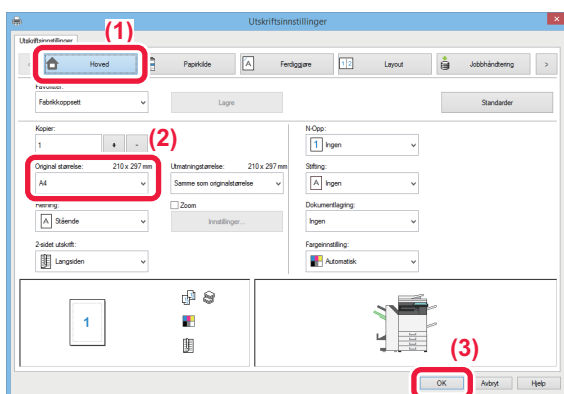 Utskriftsinnstillinger
Utskriftsinnstillinger
(1)
Hoved
Papirkilde
Ferdiggjøre
Layout
Jobbhåndtering
Favoritter:
Fabrikkoppsett
Lagre
Standarder
Kopier:
1
(2)
Original størrelse: 210 x 297 mm
A4
Utmatningstørrelse: 210 x 297 mm
Samme som originalstørrelse
Retning:
Stående
Zoom
Innstillinger...
2-sidet utskrift:
Langsiden
N-Opp:
Ingen
Stifting:
Ingen
Dokumentlagring:
Ingen
Fargeinnstilling:
Automatisk
1
(3)
OK
Avbryt
Hjelp